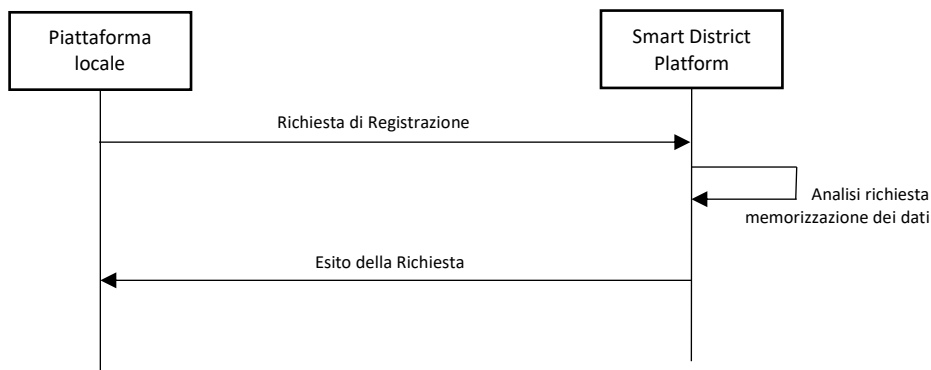 Piattaforma
locale
Smart District
Platform
Richiesta di Registrazione
Analisi richiesta
memorizzazione dei dati
Esito della Richiesta